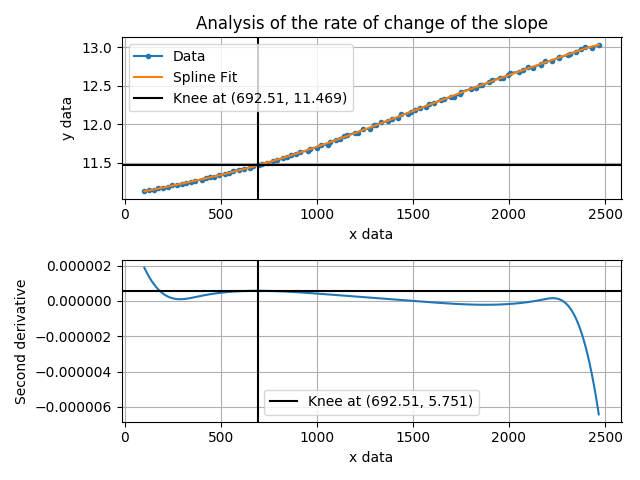 Analysis of the rate of change of the slope
13.0
12.5
12.0
11.5
y data
Data
Spline Fit
Knee at (692.51, 11.469)
0 500 1000 1500 2000 2500
x data
0.000002
0.000000
−0.000002
−0.000004
−0.000006
Second derivative
Knee at (692.51, 5.751)
0 500 1000 1500 2000 2500
x data